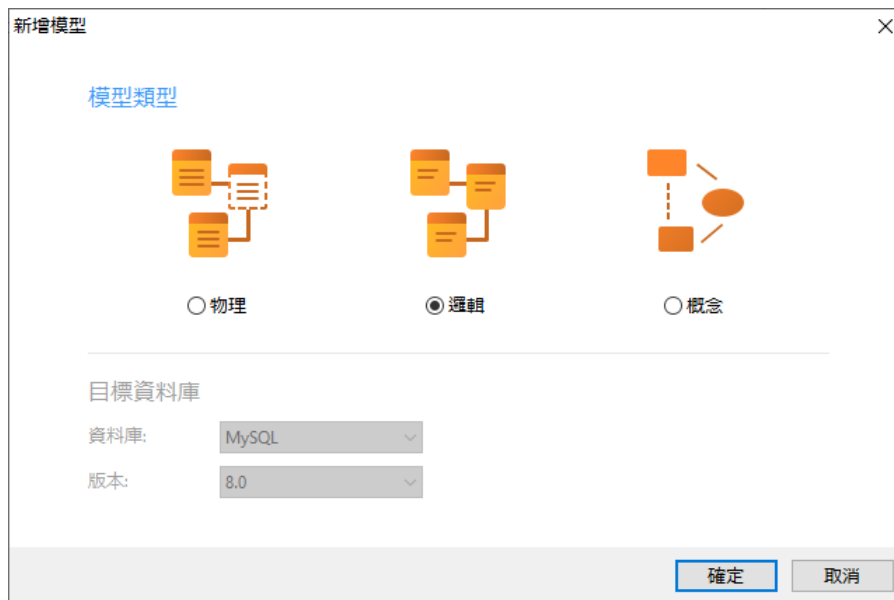 新增模型
模型類型
物理
邏輯
概念
目標資料庫
資料庫: MySQL
版本: 8.0
確定 取消